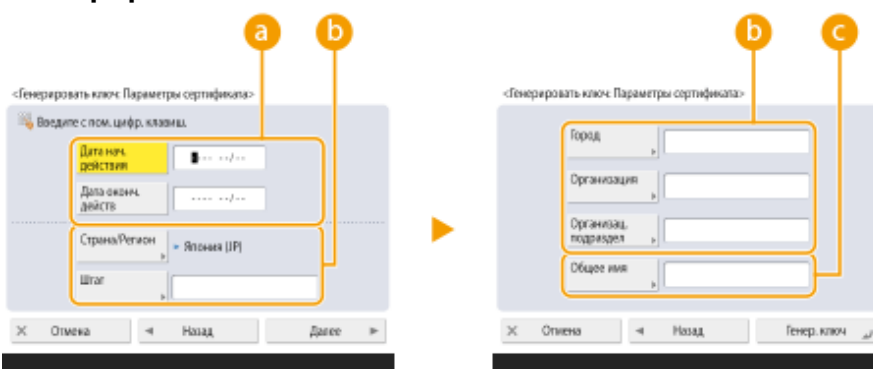 a
b
<Генерировать ключ: Параметры сертификата>
Введите с пом. цифр. клавиш.
Дата нач.
действия
---- --/--
Дата оконч.
действ
---- --/--
Страна/Регион
Япония (JP)
Штат
Отмена
Назад
Далее
b
c
<Генерировать ключ: Параметры сертификата>
Город
Организация
Организац.
подраздел
Общее имя
Отмена
Назад
Генер. ключ